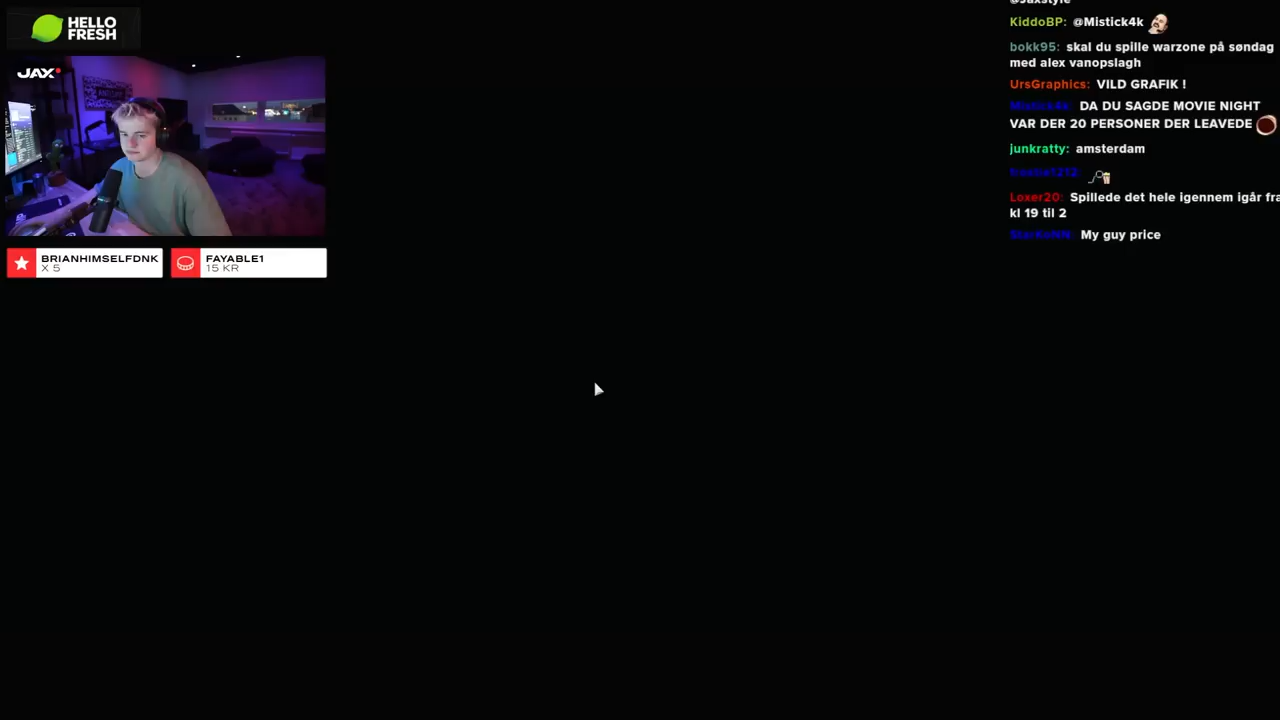 HELLO
FRESH
JAX
BRIANHIMSELFDNK
X 5
FAYABLE1
15 KR
@Jaxstyle
KiddoBP: @Mistick4k
bokk95: skal du spille warzone på søndag
med alex vanopslagh
UrsGraphics: VILD GRAFIK !
Mistick4k: DA DU SAGDE MOVIE NIGHT
VAR DER 20 PERSONER DER LEAVEDE
junkratty: amsterdam
Loxer20: Spillede det hele igennem igår fra
kl 19 til 2
My guy price